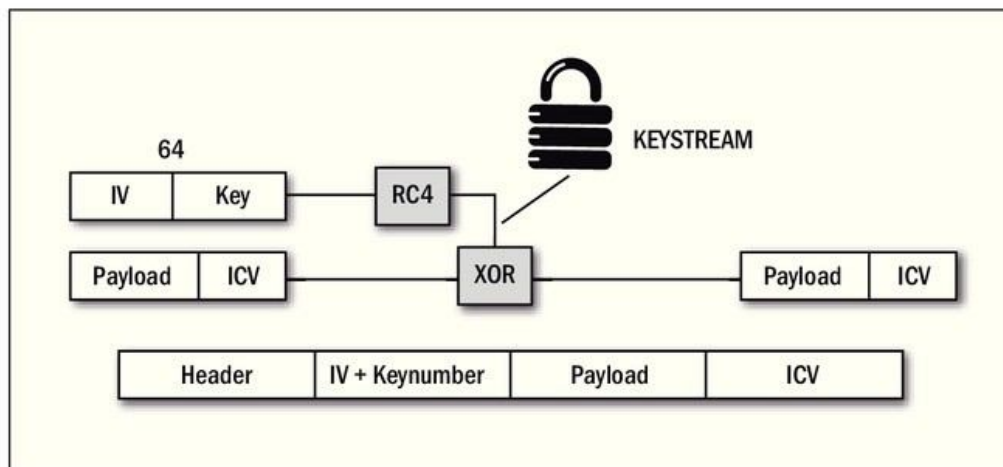 KEYSTREAM
64
IV Key RC4
Payload ICV XOR Payload ICV
Header IV + Keynumber Payload ICV